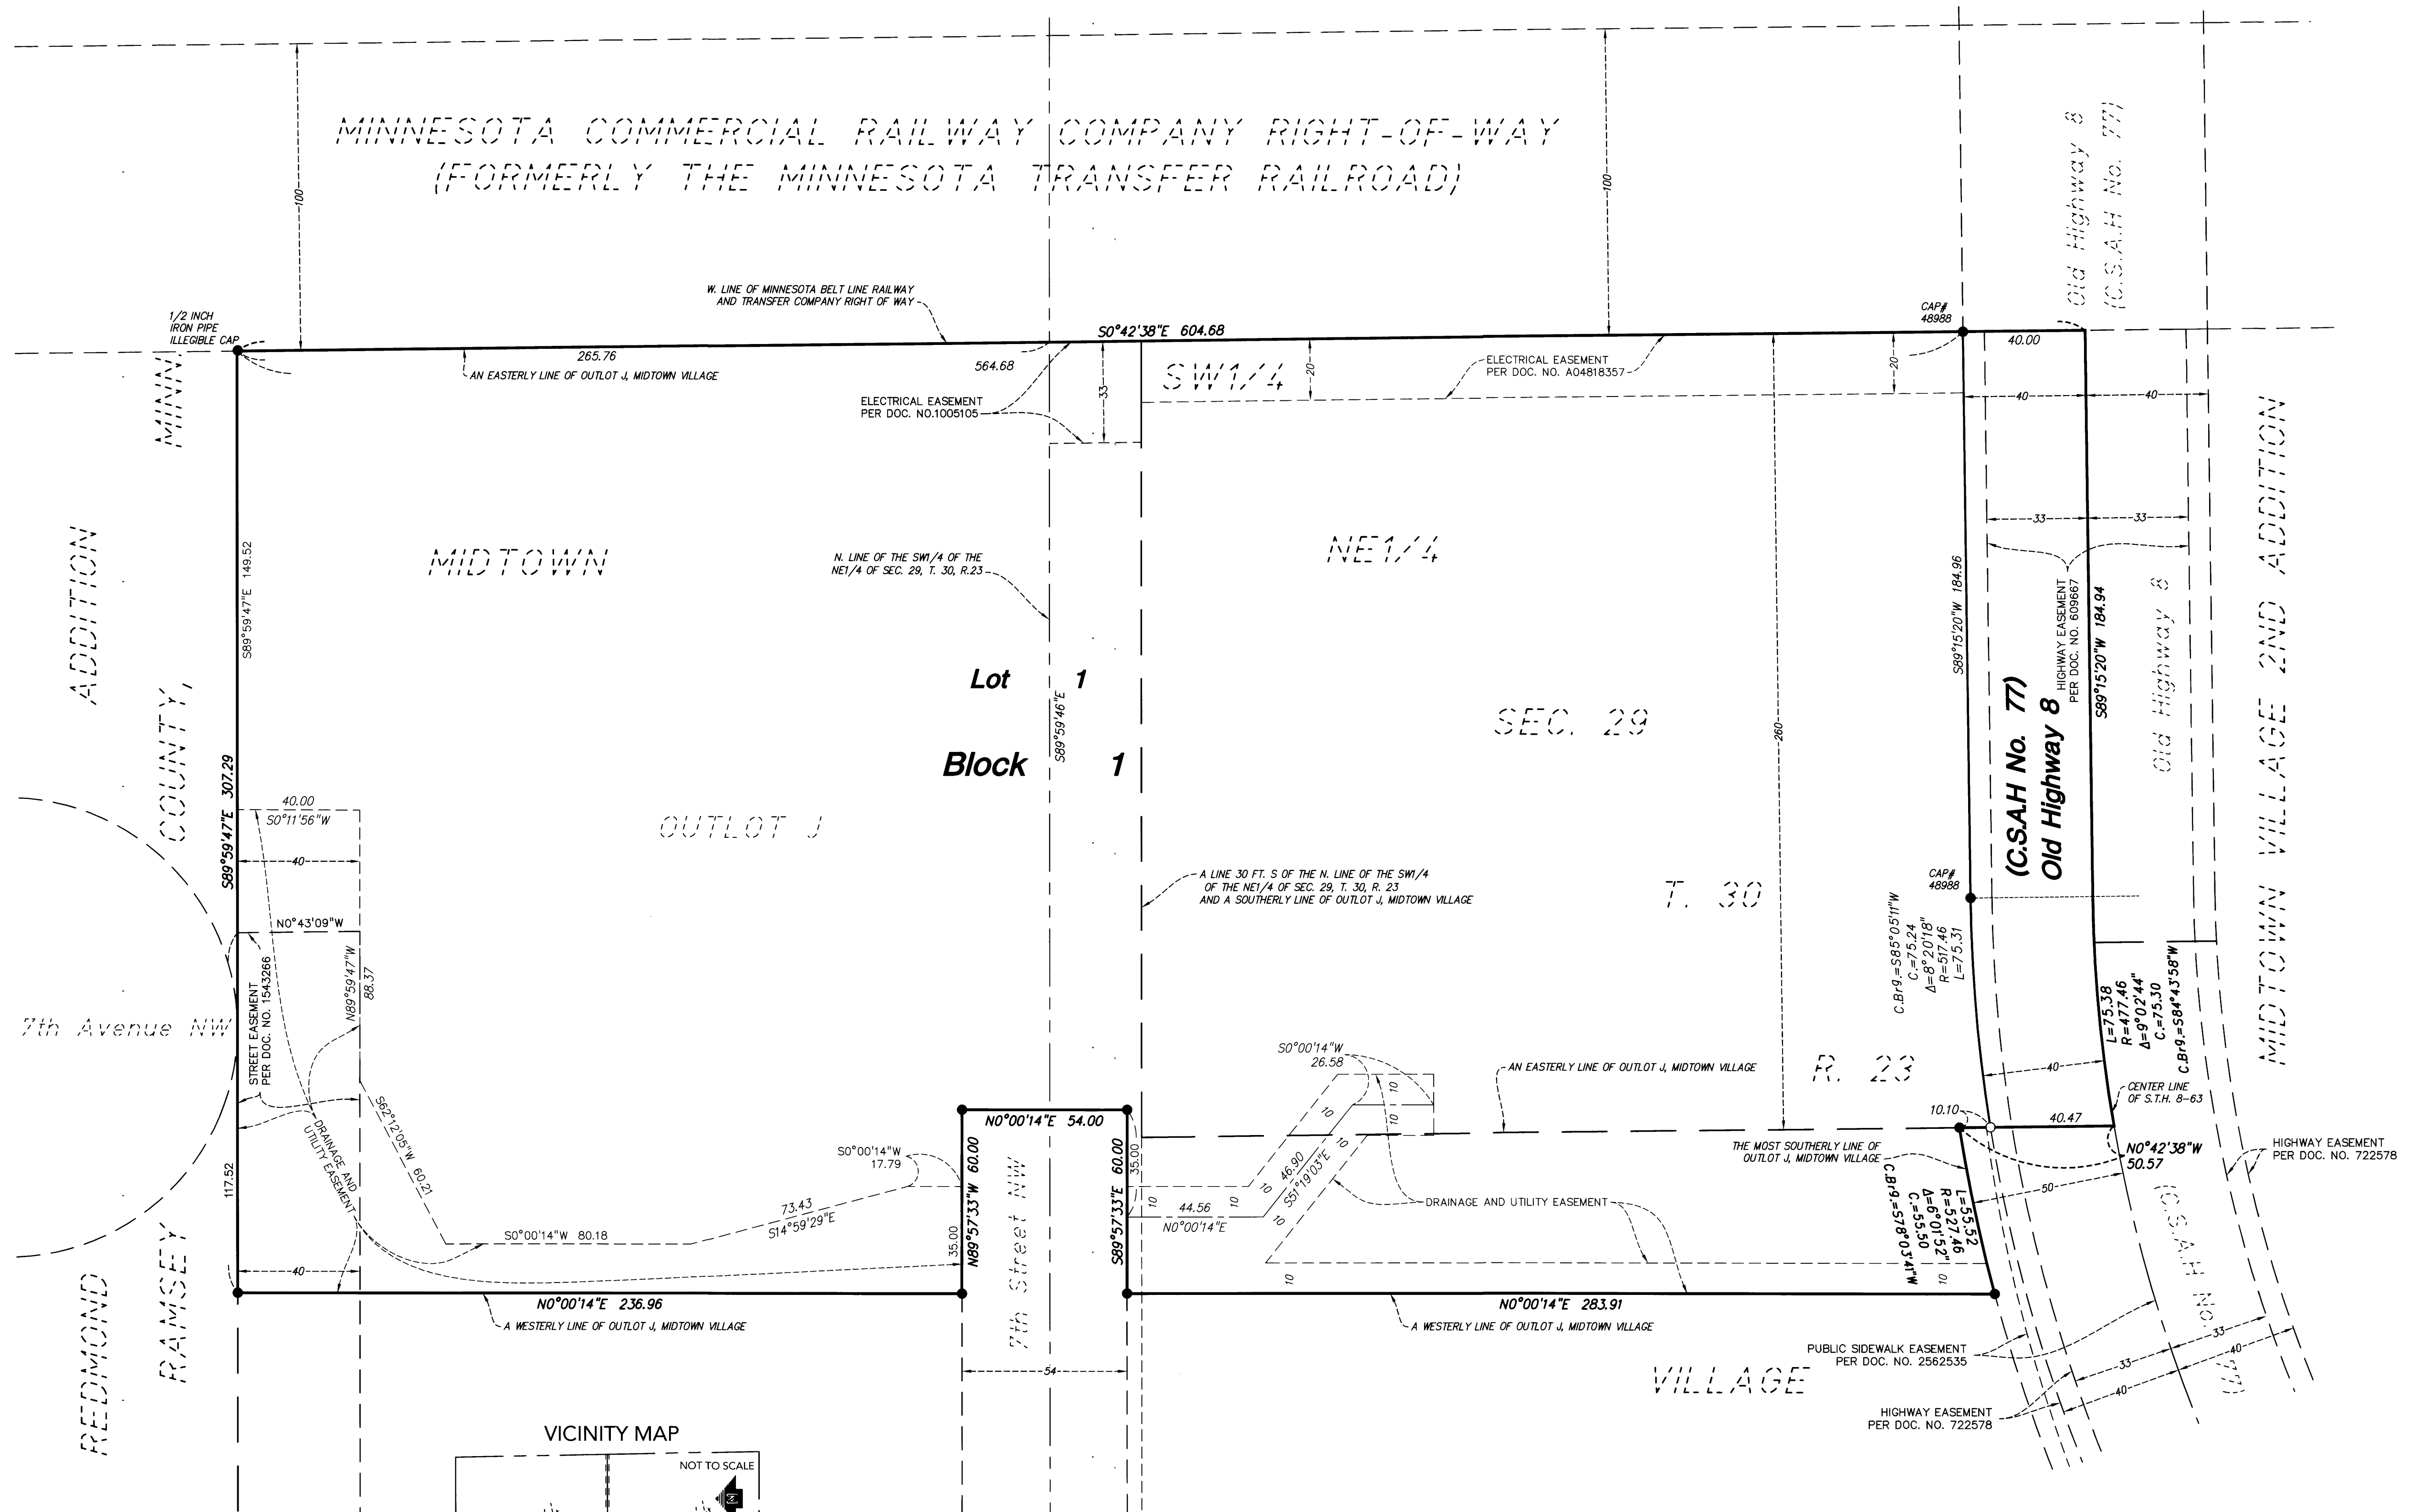 MINNESOTA COMMERCIAL RAILWAY COMPANY RIGHT-OF-WAY
(FORMERLY THE MINNESOTA TRANSFER RAILROAD)
100
100
Old Highway 8
(C.S.A.H No. 77)
W. LINE OF MINNESOTA BELT LINE RAILWAY
AND TRANSFER COMPANY RIGHT OF WAY
1/2 INCH
IRON PIPE
ILLEGIBLE CAP
CAP#
48988
S0°42'38"E 604.68
265.76
564.68
40.00
AN EASTERLY LINE OF OUTLOT J, MIDTOWN VILLAGE
ELECTRICAL EASEMENT
PER DOC. NO.1005105
33
SW1/4
20
ELECTRICAL EASEMENT
PER DOC. NO. A04818357
20
40
40
33
33
MINN.
COUNTY,
RAMSEY
ADDITION
REDMOND
MIDTOWN
N. LINE OF THE SW1/4 OF THE
NE1/4 OF SEC. 29, T. 30, R.23
NE1/4
S89°59'47"E 149.52
S89°59'47"E 307.29
Lot 1
Block 1
S89°59'46"E
SEC. 29
260
OUTLOT J
S89°15'20"W 184.96
HIGHWAY EASEMENT
PER DOC. NO. 609667
S89°15'20"W 184.94
(C.S.A.H No. 77)
Old Highway 8
Old Highway 8
MIDTOWN VILLAGE 2ND ADDITION
40.00
S0°11'56"W
40
N0°43'09"W
A LINE 30 FT. S OF THE N. LINE OF THE SW1/4
OF THE NE1/4 OF SEC. 29, T. 30, R. 23
AND A SOUTHERLY LINE OF OUTLOT J, MIDTOWN VILLAGE
T. 30
CAP#
48988
C.Brg.=S85°05'11"W
C.=75.24
Δ=8°20'18"
R=517.46
L=75.31
L=75.38
R=477.46
Δ=9°02'44"
C.=75.30
C.Brg.=S84°43'58"W
7th Avenue NW
STREET EASEMENT
PER DOC. NO. 1543266
N89°59'47"W
88.37
S62°12'05"W 60.21
DRAINAGE AND
UTILITY EASEMENT
117.52
40
S0°00'14"W 80.18
73.43
S14°59'29"E
S0°00'14"W
17.79
35.00
N89°57'33"W 60.00
N0°00'14"E 54.00
S89°57'33"E 60.00
35.00
7th Street NW
S0°00'14"W
26.58
10
10
10
10
10
46.90
S51°19'03"E
10
10
10
10
44.56
N0°00'14"E
10
DRAINAGE AND UTILITY EASEMENT
AN EASTERLY LINE OF OUTLOT J, MIDTOWN VILLAGE
R. 23
40
CENTER LINE
OF S.T.H. 8-63
10.10
40.47
THE MOST SOUTHERLY LINE OF
OUTLOT J, MIDTOWN VILLAGE
N0°42'38"W
50.57
HIGHWAY EASEMENT
PER DOC. NO. 722578
50
L=55.52
R=527.46
Δ=6°01'52"
C.=55.50
C.Brg.=S78°03'41"W
10
N0°00'14"E 236.96
A WESTERLY LINE OF OUTLOT J, MIDTOWN VILLAGE
N0°00'14"E 283.91
A WESTERLY LINE OF OUTLOT J, MIDTOWN VILLAGE
10
54
VILLAGE
PUBLIC SIDEWALK EASEMENT
PER DOC. NO. 2562535
HIGHWAY EASEMENT
PER DOC. NO. 722578
33
40
33
40
(C.S.A.H No. 77)
VICINITY MAP
NOT TO SCALE
N